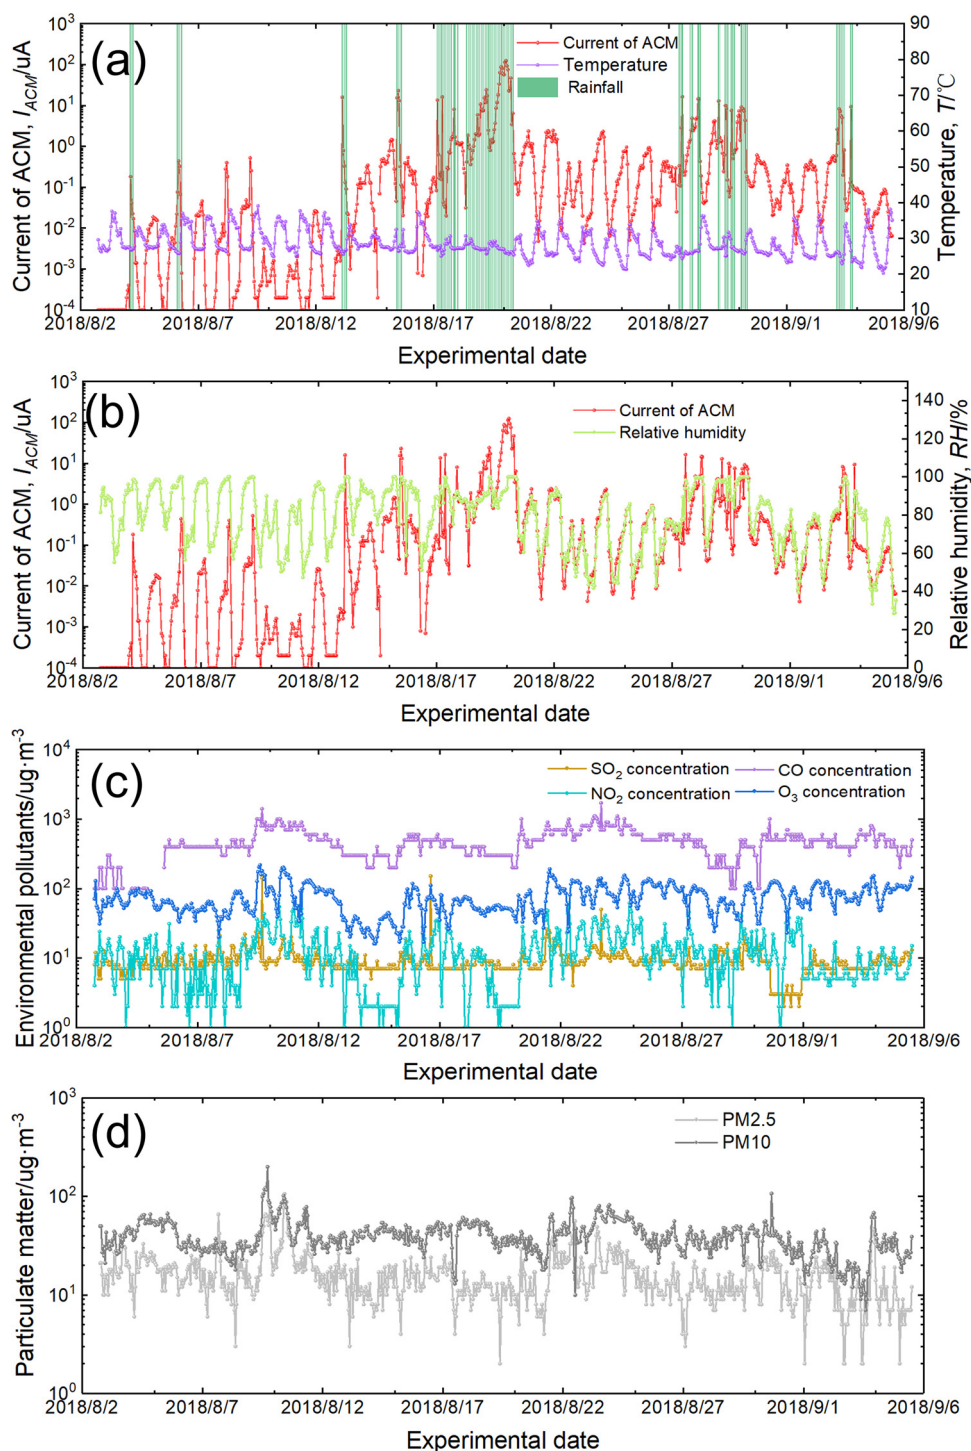 (a)
Current of ACM
Temperature
Rainfall
Current of ACM, I_ACM/uA
10³
10²
10¹
10⁰
10⁻¹
10⁻²
10⁻³
10⁻⁴
90
80
70
60
50
40
30
20
10
Temperature, T/℃
2018/8/2 2018/8/7 2018/8/12 2018/8/17 2018/8/22 2018/8/27 2018/9/1 2018/9/6
Experimental date
(b)
Current of ACM
Relative humidity
Current of ACM, I_ACM/uA
10³
10²
10¹
10⁰
10⁻¹
10⁻²
10⁻³
10⁻⁴
140
120
100
80
60
40
20
0
Relative humidity, RH/%
2018/8/2 2018/8/7 2018/8/12 2018/8/17 2018/8/22 2018/8/27 2018/9/1 2018/9/6
Experimental date
(c)
SO₂ concentration CO concentration
NO₂ concentration O₃ concentration
Environmental pollutants/ug·m⁻³
10⁴
10³
10²
10¹
10⁰
2018/8/2 2018/8/7 2018/8/12 2018/8/17 2018/8/22 2018/8/27 2018/9/1 2018/9/6
Experimental date
(d)
PM2.5
PM10
Particulate matter/ug·m⁻³
10³
10²
10¹
10⁰
2018/8/2 2018/8/7 2018/8/12 2018/8/17 2018/8/22 2018/8/27 2018/9/1 2018/9/6
Experimental date